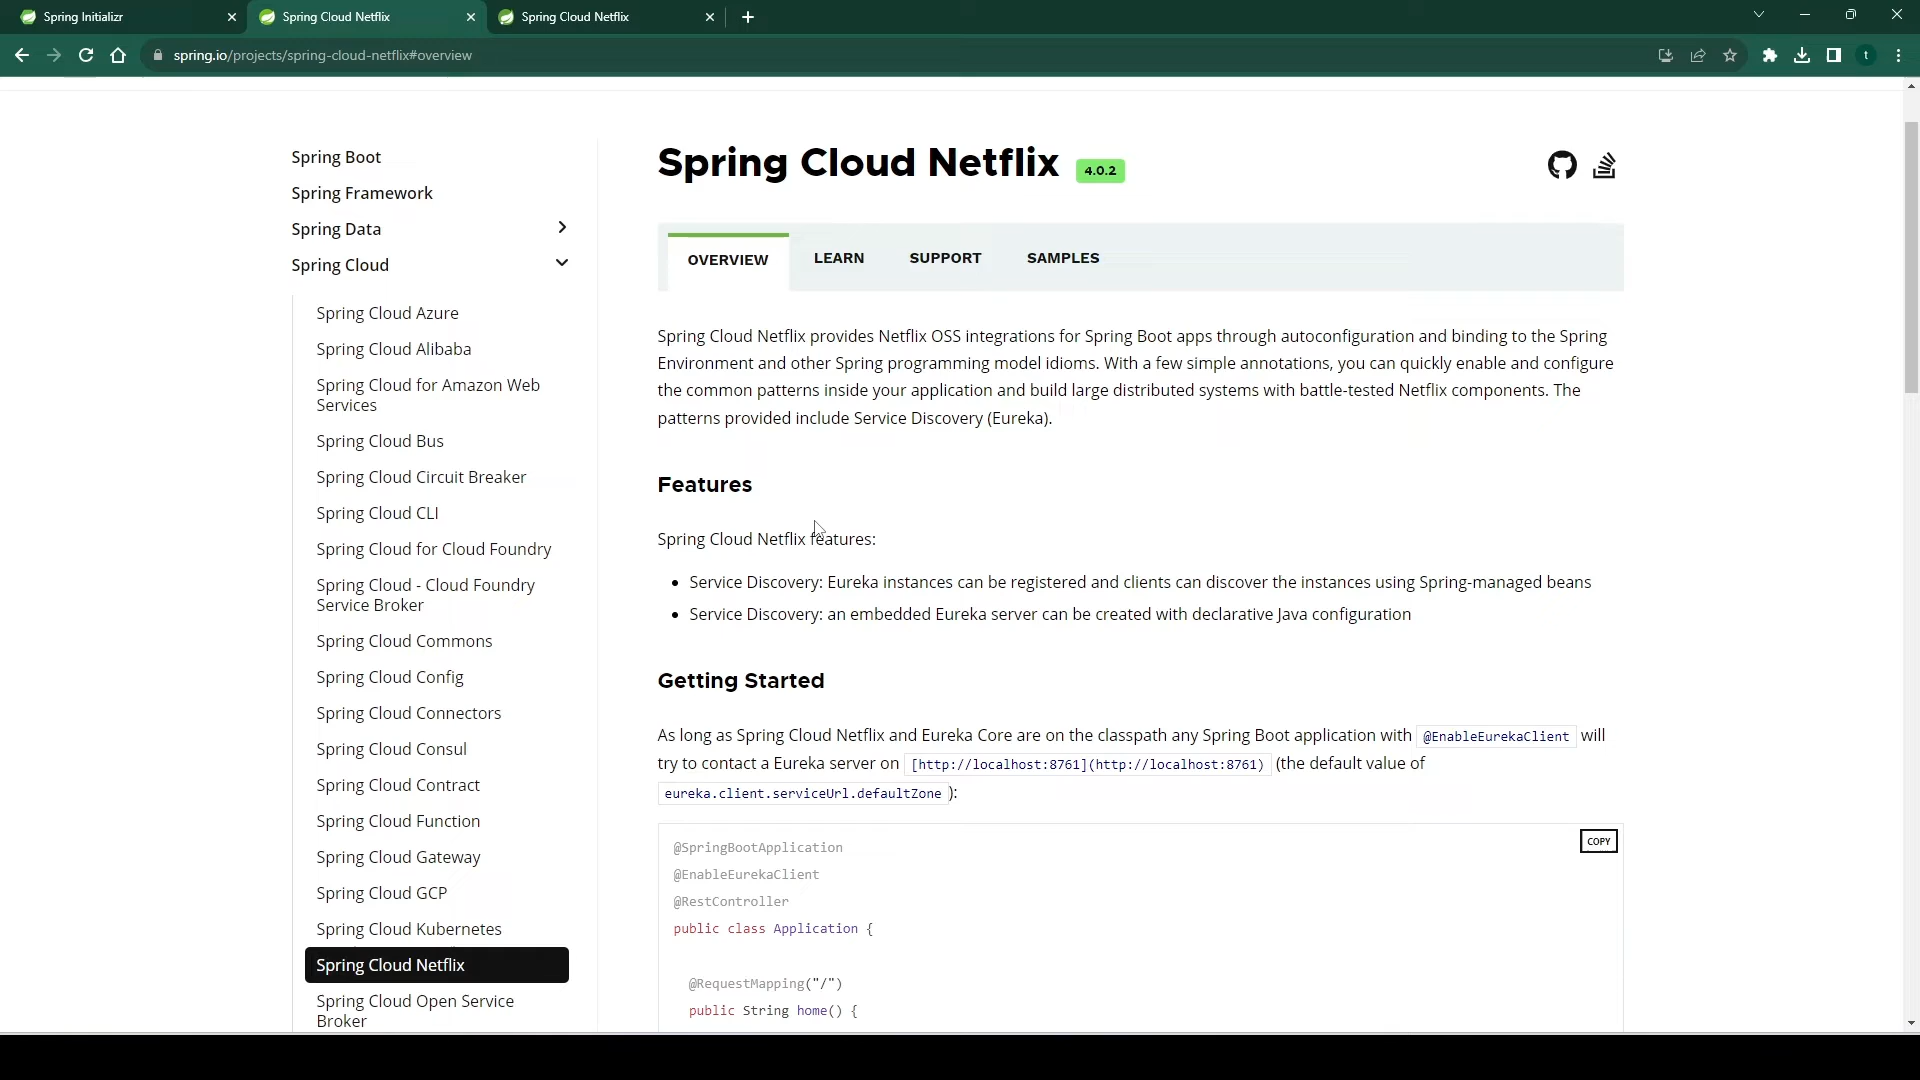 Spring Initializr
Spring Cloud Netflix
Spring Cloud Netflix
spring.io/projects/spring-cloud-netflix#overview
t
Spring Boot
Spring Framework
Spring Data
Spring Cloud
Spring Cloud Azure
Spring Cloud Alibaba
Spring Cloud for Amazon Web
Services
Spring Cloud Bus
Spring Cloud Circuit Breaker
Spring Cloud CLI
Spring Cloud for Cloud Foundry
Spring Cloud - Cloud Foundry
Service Broker
Spring Cloud Commons
Spring Cloud Config
Spring Cloud Connectors
Spring Cloud Consul
Spring Cloud Contract
Spring Cloud Function
Spring Cloud Gateway
Spring Cloud GCP
Spring Cloud Kubernetes
Spring Cloud Netflix
Spring Cloud Open Service
Broker
Spring Cloud Netflix 4.0.2
OVERVIEW LEARN SUPPORT SAMPLES
Spring Cloud Netflix provides Netflix OSS integrations for Spring Boot apps through autoconfiguration and binding to the Spring
Environment and other Spring programming model idioms. With a few simple annotations, you can quickly enable and configure
the common patterns inside your application and build large distributed systems with battle-tested Netflix components. The
patterns provided include Service Discovery (Eureka).
Features
Spring Cloud Netflix features:
• Service Discovery: Eureka instances can be registered and clients can discover the instances using Spring-managed beans
• Service Discovery: an embedded Eureka server can be created with declarative Java configuration
Getting Started
As long as Spring Cloud Netflix and Eureka Core are on the classpath any Spring Boot application with @EnableEurekaClient will
try to contact a Eureka server on [http://localhost:8761](http://localhost:8761) (the default value of
eureka.client.serviceUrl.defaultZone ):
COPY
@SpringBootApplication
@EnableEurekaClient
@RestController
public class Application {
@RequestMapping("/")
public String home() {